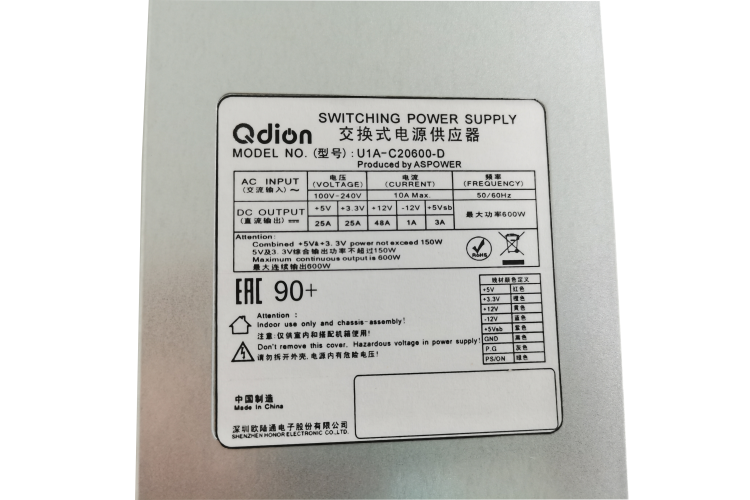 Qdion
SWITCHING POWER SUPPLY
交换式电源供应器
MODEL NO. (型号) : U1A-C20600-D
Produced by ASPOWER
AC INPUT (交流输入) ~ 电压 (VOLTAGE) 电流 (CURRENT) 频率 (FREQUENCY)
100V-240V 10A Max. 50/60Hz
DC OUTPUT (直流输出) +5V +3.3V +12V -12V +5Vsb 最大功率600W
25A 25A 48A 1A 3A
Attention:
Combined +5V&+3.3V power not exceed 150W
5V及3.3V综合输出功率不超过150W
Maximum continuous output is 600W
最大连续输出600W
RoHS
EAC 90+
Attention :
Indoor use only and chassis-assembly!
注意:仅供室内和搭配机箱使用!
Don't remove this cover. Hazardous voltage in power supply!
请勿拆开外壳,电源内有危险电压!
线材颜色定义
+5V 红色
+3.3V 橙色
+12V 黄色
-12V 蓝色
+5Vsb 紫色
GND 黑色
P.G 灰色
PS/ON 绿色
中国制造
Made in China
深圳欧陆通电子股份有限公司
SHENZHEN HONOR ELECTRONIC CO.,LTD.